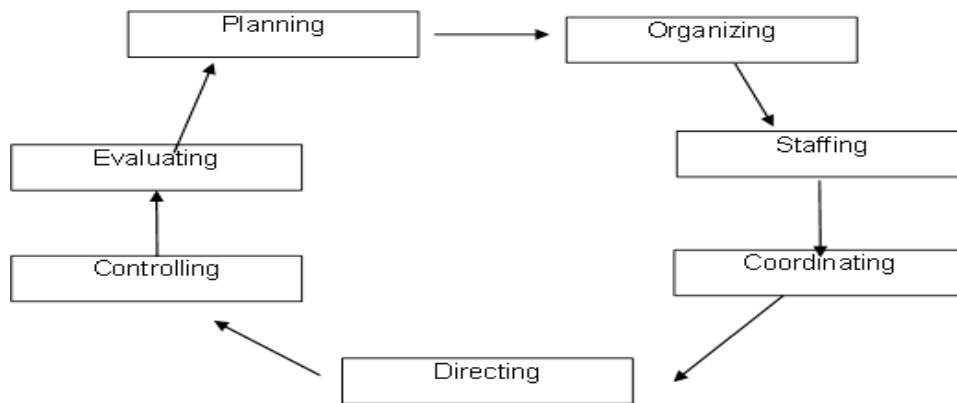 Planning
Organizing
Staffing
Coordinating
Directing
Controlling
Evaluating